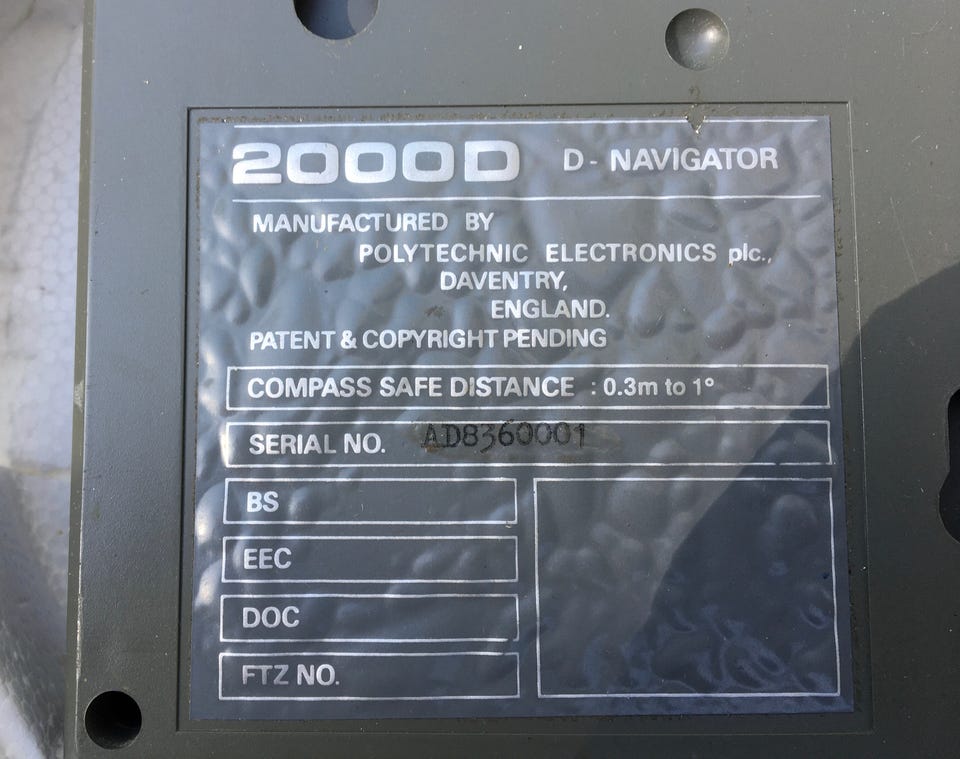 2000D D - NAVIGATOR
MANUFACTURED BY
POLYTECHNIC ELECTRONICS plc.,
DAVENTRY,
ENGLAND.
PATENT & COPYRIGHT PENDING
COMPASS SAFE DISTANCE : 0.3m to 1°
SERIAL NO. AD8360001
BS
EEC
DOC
FTZ NO.